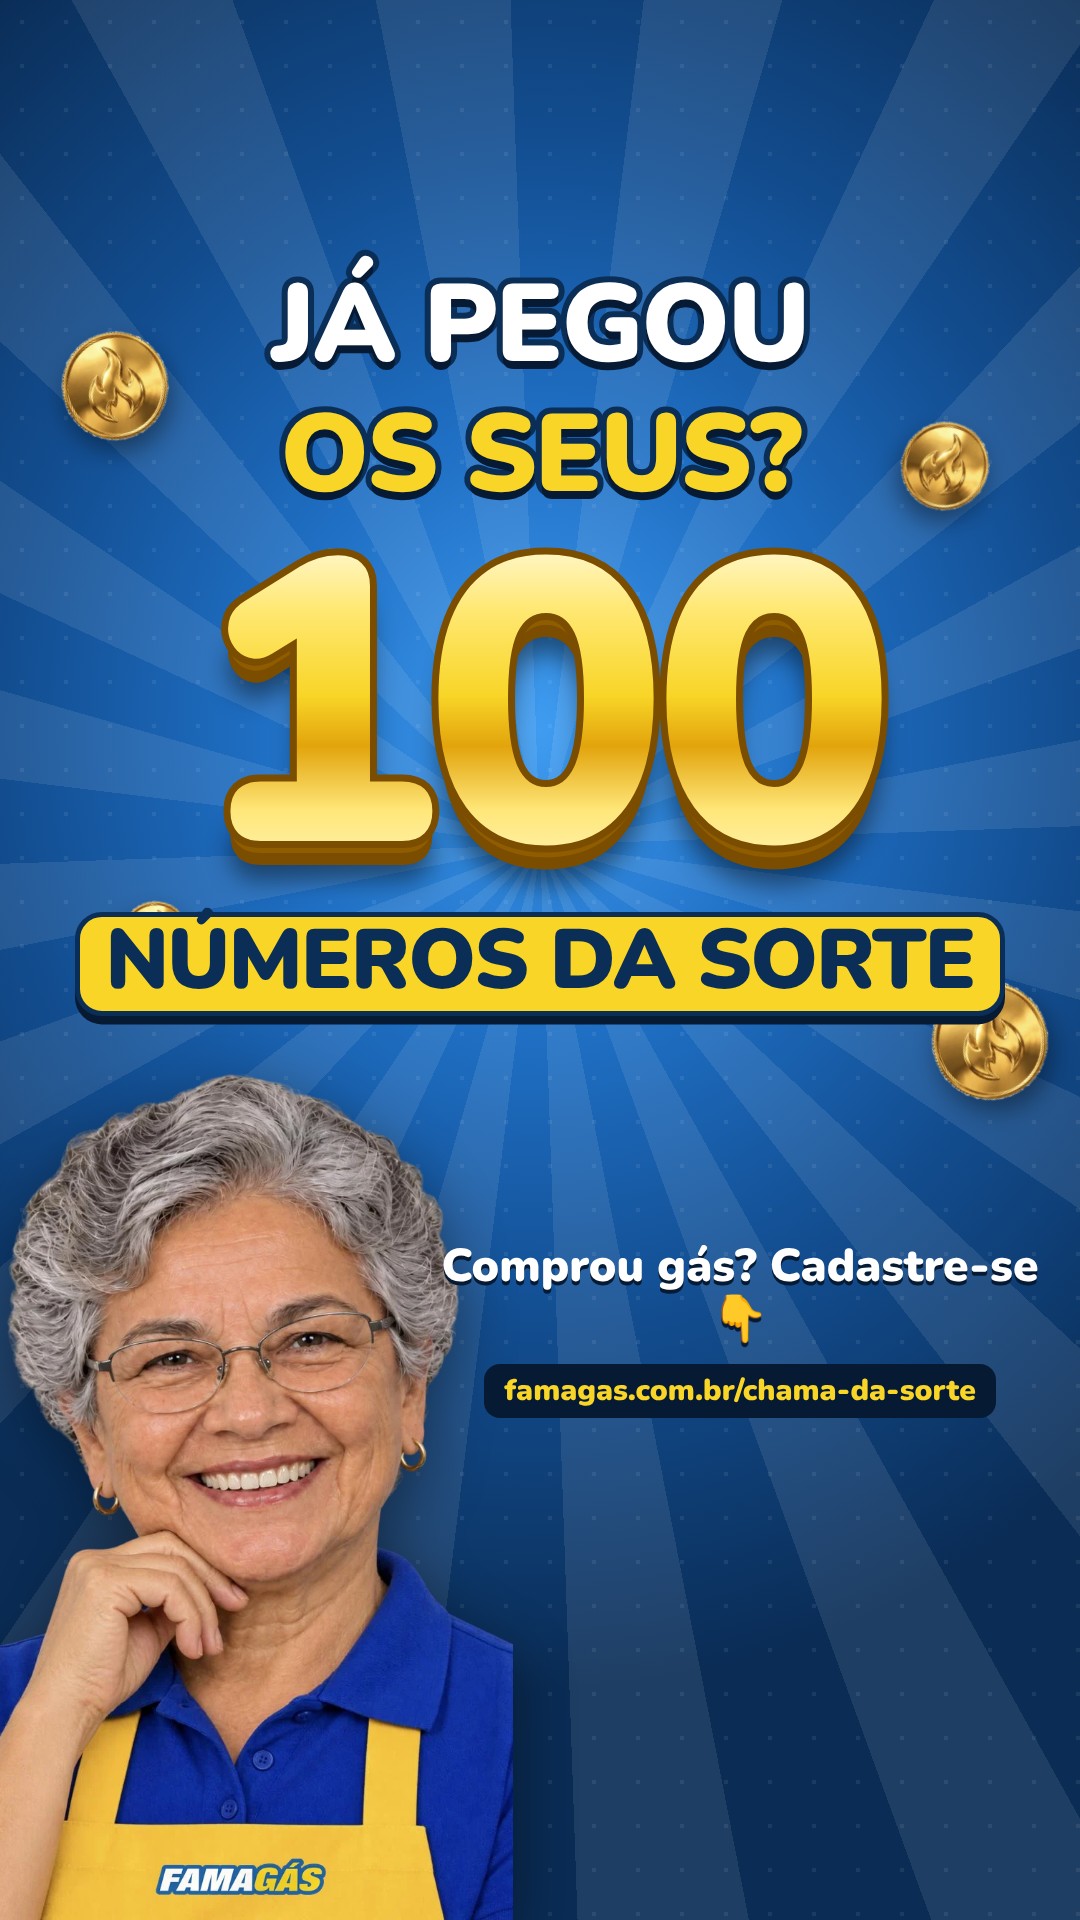 JÁ PEGOU
OS SEUS?
100
NÚMEROS DA SORTE
Comprou gás? Cadastre-se
👇
famagas.com.br/chama-da-sorte
FAMAGÁS